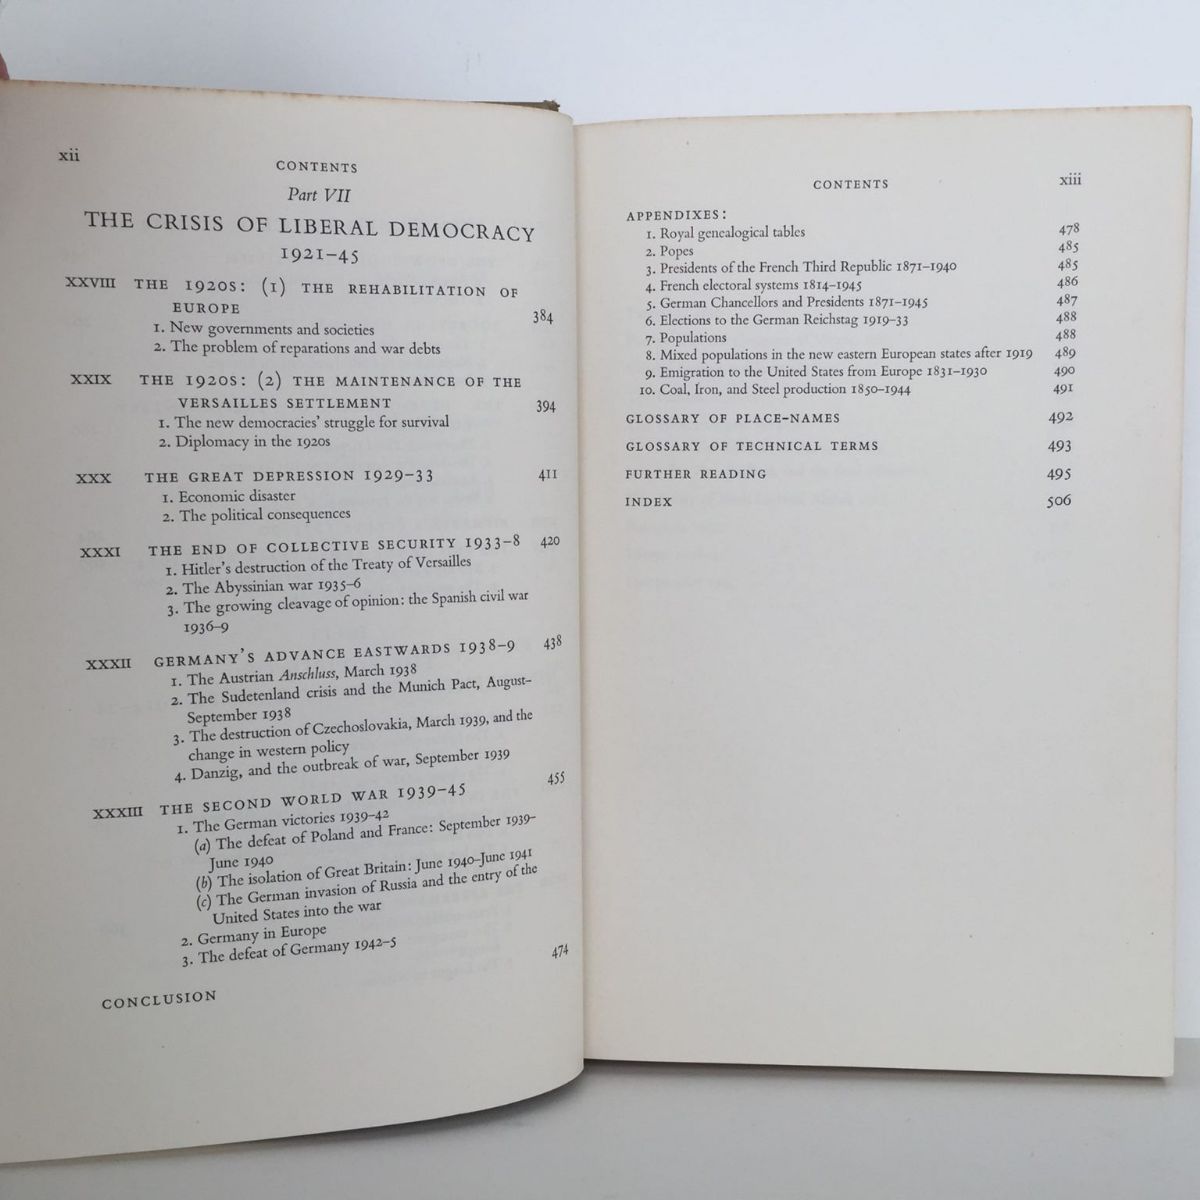 xii
CONTENTS
Part VII
THE CRISIS OF LIBERAL DEMOCRACY
1921–45
XXVIII THE 1920S: (1) THE REHABILITATION OF
EUROPE 384
1. New governments and societies
2. The problem of reparations and war debts
XXIX THE 1920S: (2) THE MAINTENANCE OF THE
VERSAILLES SETTLEMENT 394
1. The new democracies' struggle for survival
2. Diplomacy in the 1920s
XXX THE GREAT DEPRESSION 1929–33 411
1. Economic disaster
2. The political consequences
XXXI THE END OF COLLECTIVE SECURITY 1933–8 420
1. Hitler's destruction of the Treaty of Versailles
2. The Abyssinian war 1935–6
3. The growing cleavage of opinion: the Spanish civil war
1936–9
XXXII GERMANY'S ADVANCE EASTWARDS 1938–9 438
1. The Austrian Anschluss, March 1938
2. The Sudetenland crisis and the Munich Pact, August–
September 1938
3. The destruction of Czechoslovakia, March 1939, and the
change in western policy
4. Danzig, and the outbreak of war, September 1939
XXXIII THE SECOND WORLD WAR 1939–45 455
1. The German victories 1939–42
(a) The defeat of Poland and France: September 1939–
June 1940
(b) The isolation of Great Britain: June 1940–June 1941
(c) The German invasion of Russia and the entry of the
United States into the war
2. Germany in Europe
3. The defeat of Germany 1942–5
CONCLUSION 474
CONTENTS xiii
APPENDIXES:
1. Royal genealogical tables 478
2. Popes 485
3. Presidents of the French Third Republic 1871–1940 485
4. French electoral systems 1814–1945 486
5. German Chancellors and Presidents 1871–1945 487
6. Elections to the German Reichstag 1919–33 488
7. Populations 488
8. Mixed populations in the new eastern European states after 1919 489
9. Emigration to the United States from Europe 1831–1930 490
10. Coal, Iron, and Steel production 1850–1944 491
GLOSSARY OF PLACE-NAMES 492
GLOSSARY OF TECHNICAL TERMS 493
FURTHER READING 495
INDEX 506